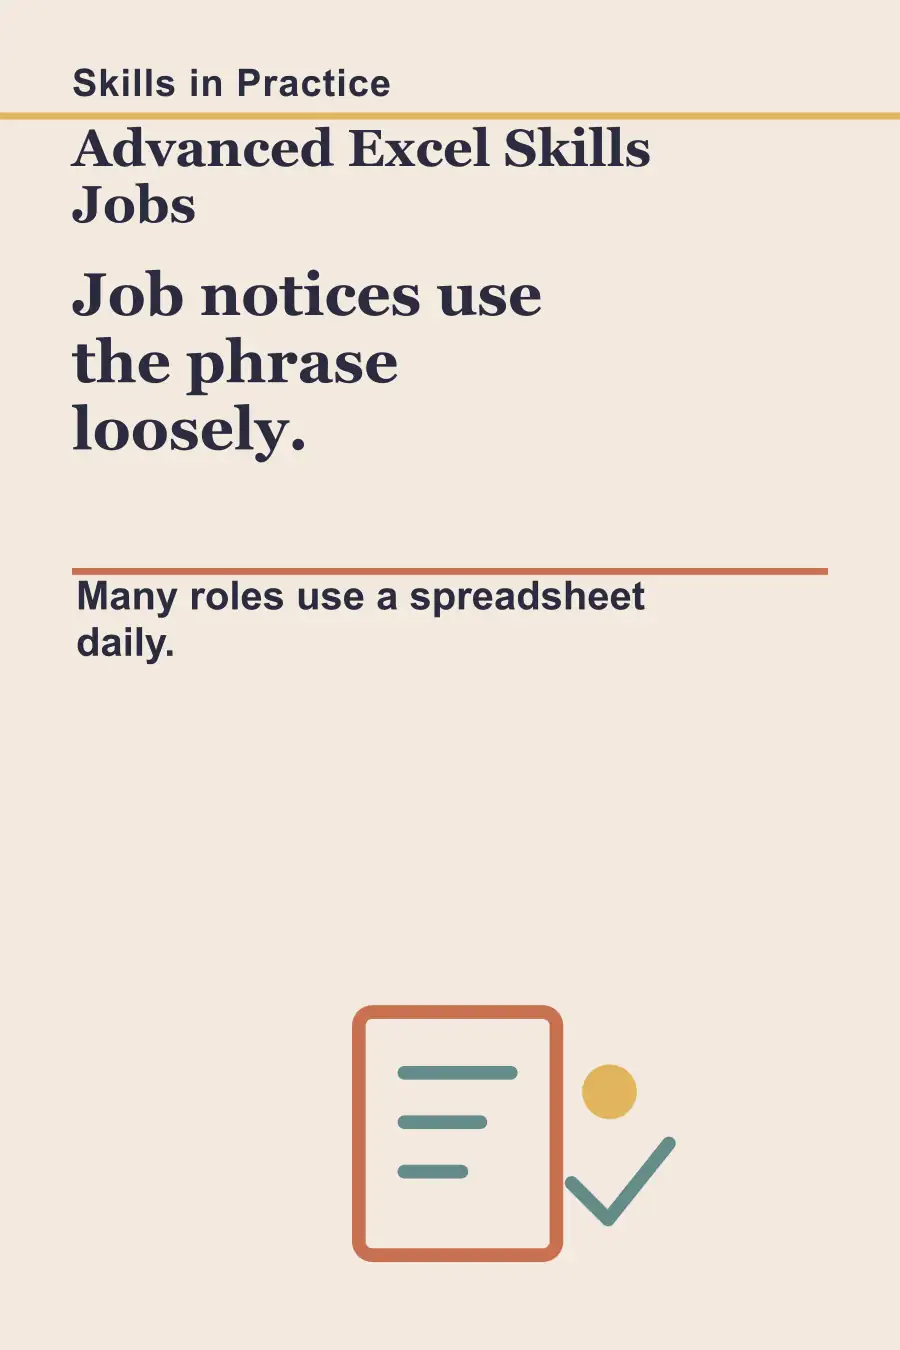 Skills in Practice
Advanced Excel Skills
Jobs
Job notices use
the phrase
loosely.
Many roles use a spreadsheet
daily.